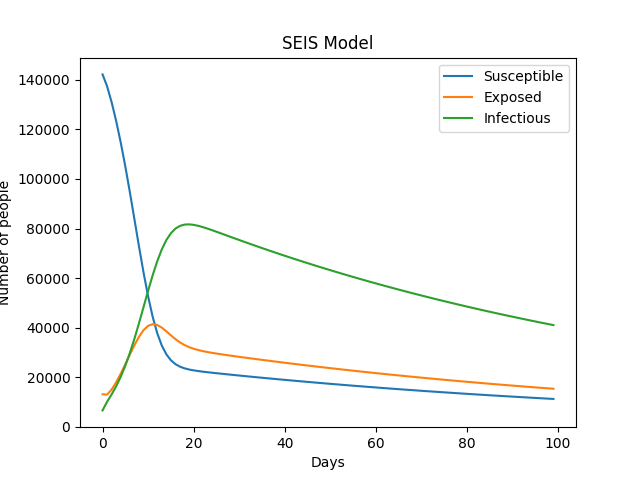 SEIS Model
Susceptible
Exposed
Infectious
140000
120000
100000
80000
60000
40000
20000
0
Number of people
0 20 40 60 80 100
Days